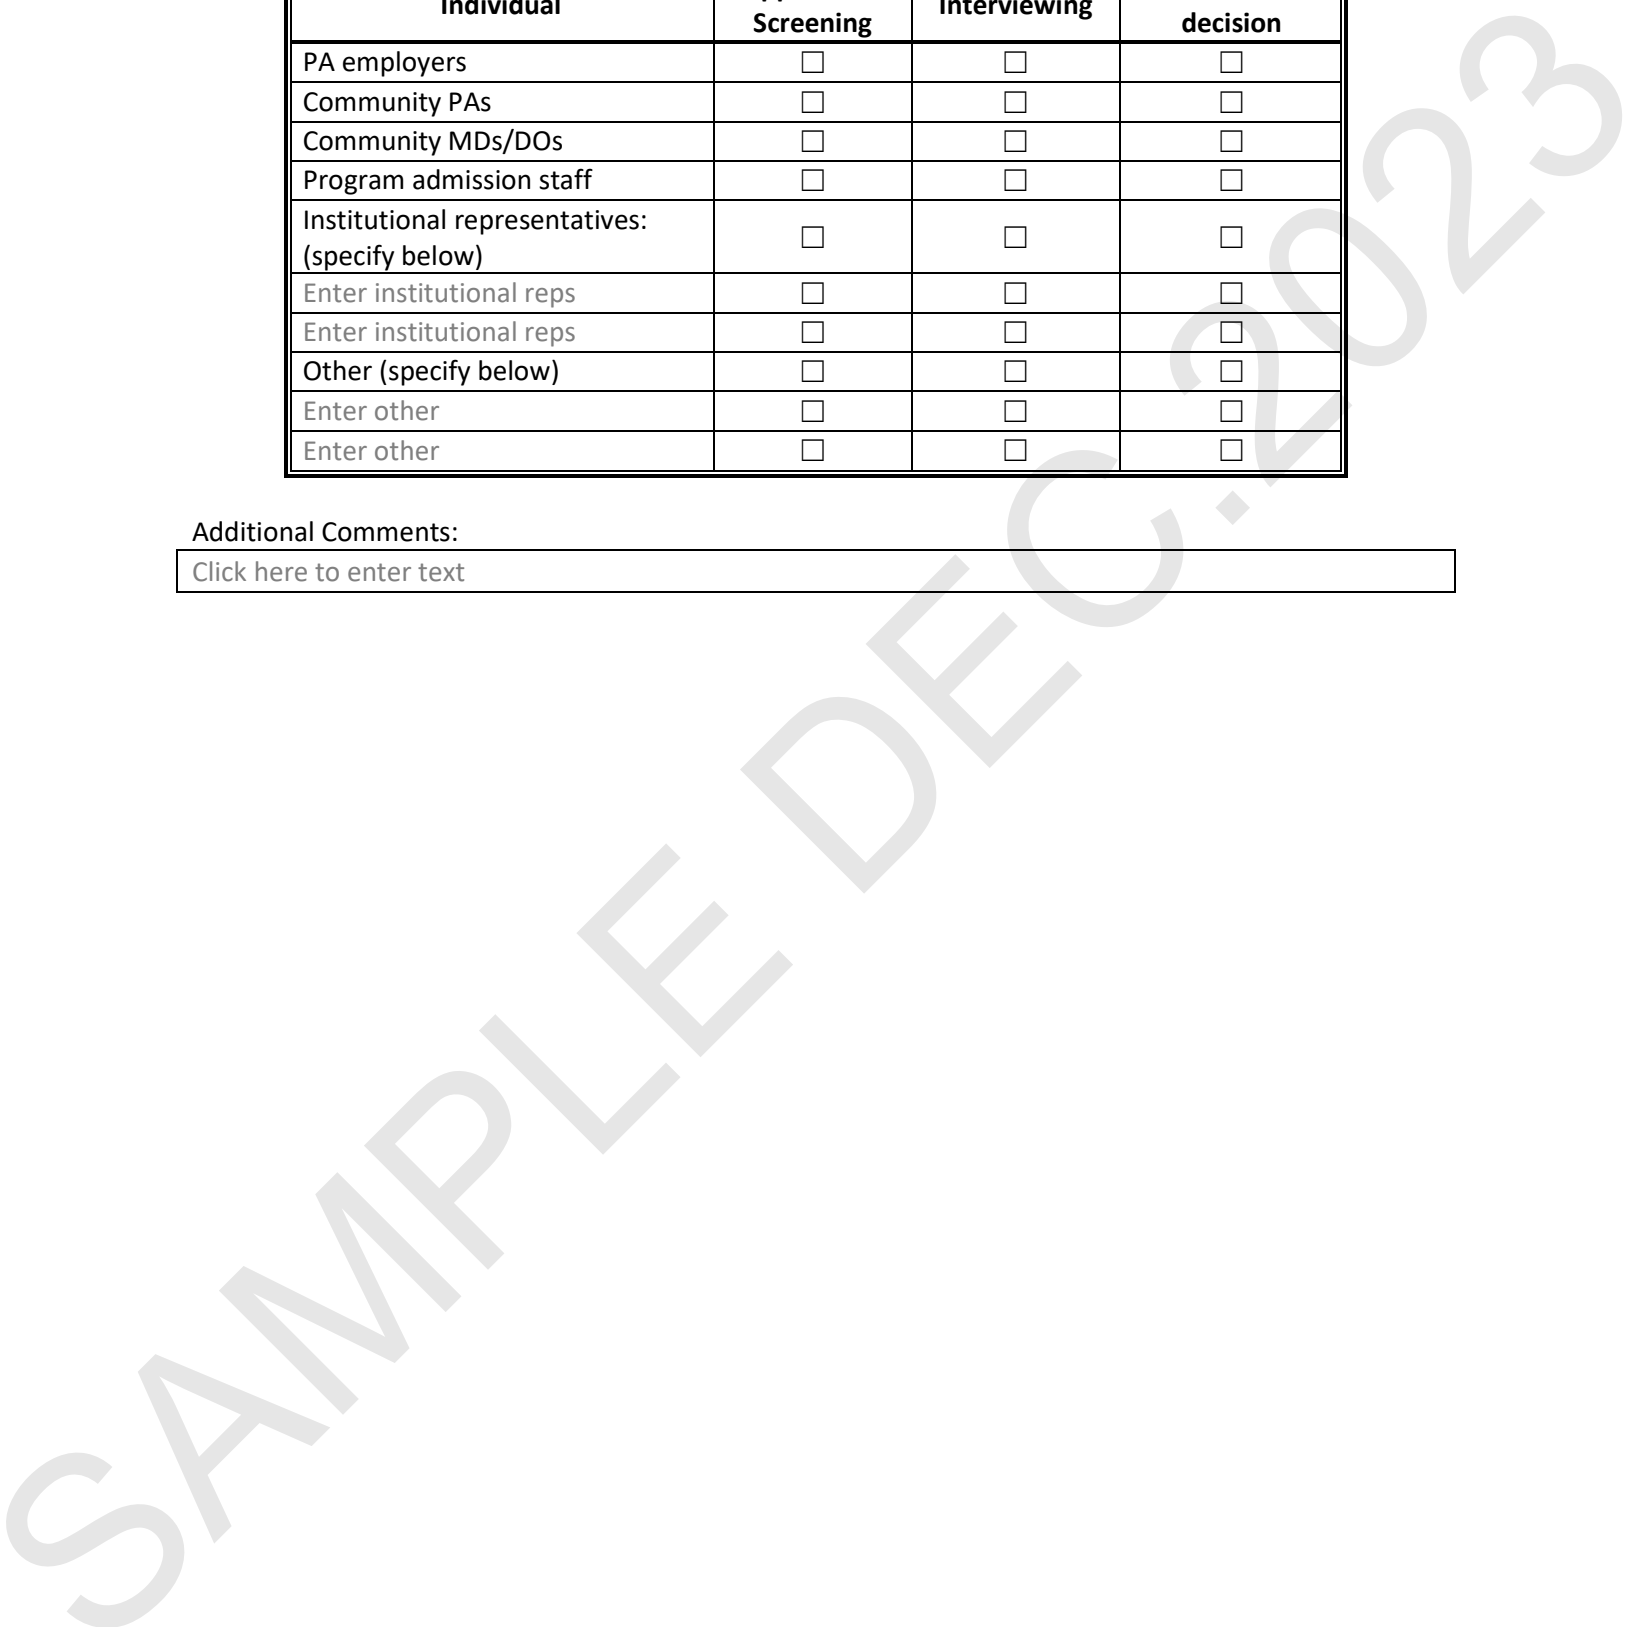 Individual Screening Interviewing decision
PA employers ☐ ☐ ☐
Community PAs ☐ ☐ ☐
Community MDs/DOs ☐ ☐ ☐
Program admission staff ☐ ☐ ☐
Institutional representatives:
(specify below) ☐ ☐ ☐
Enter institutional reps ☐ ☐ ☐
Enter institutional reps ☐ ☐ ☐
Other (specify below) ☐ ☐ ☐
Enter other ☐ ☐ ☐
Enter other ☐ ☐ ☐
Additional Comments:
Click here to enter text
SAMPLE DEC.2023